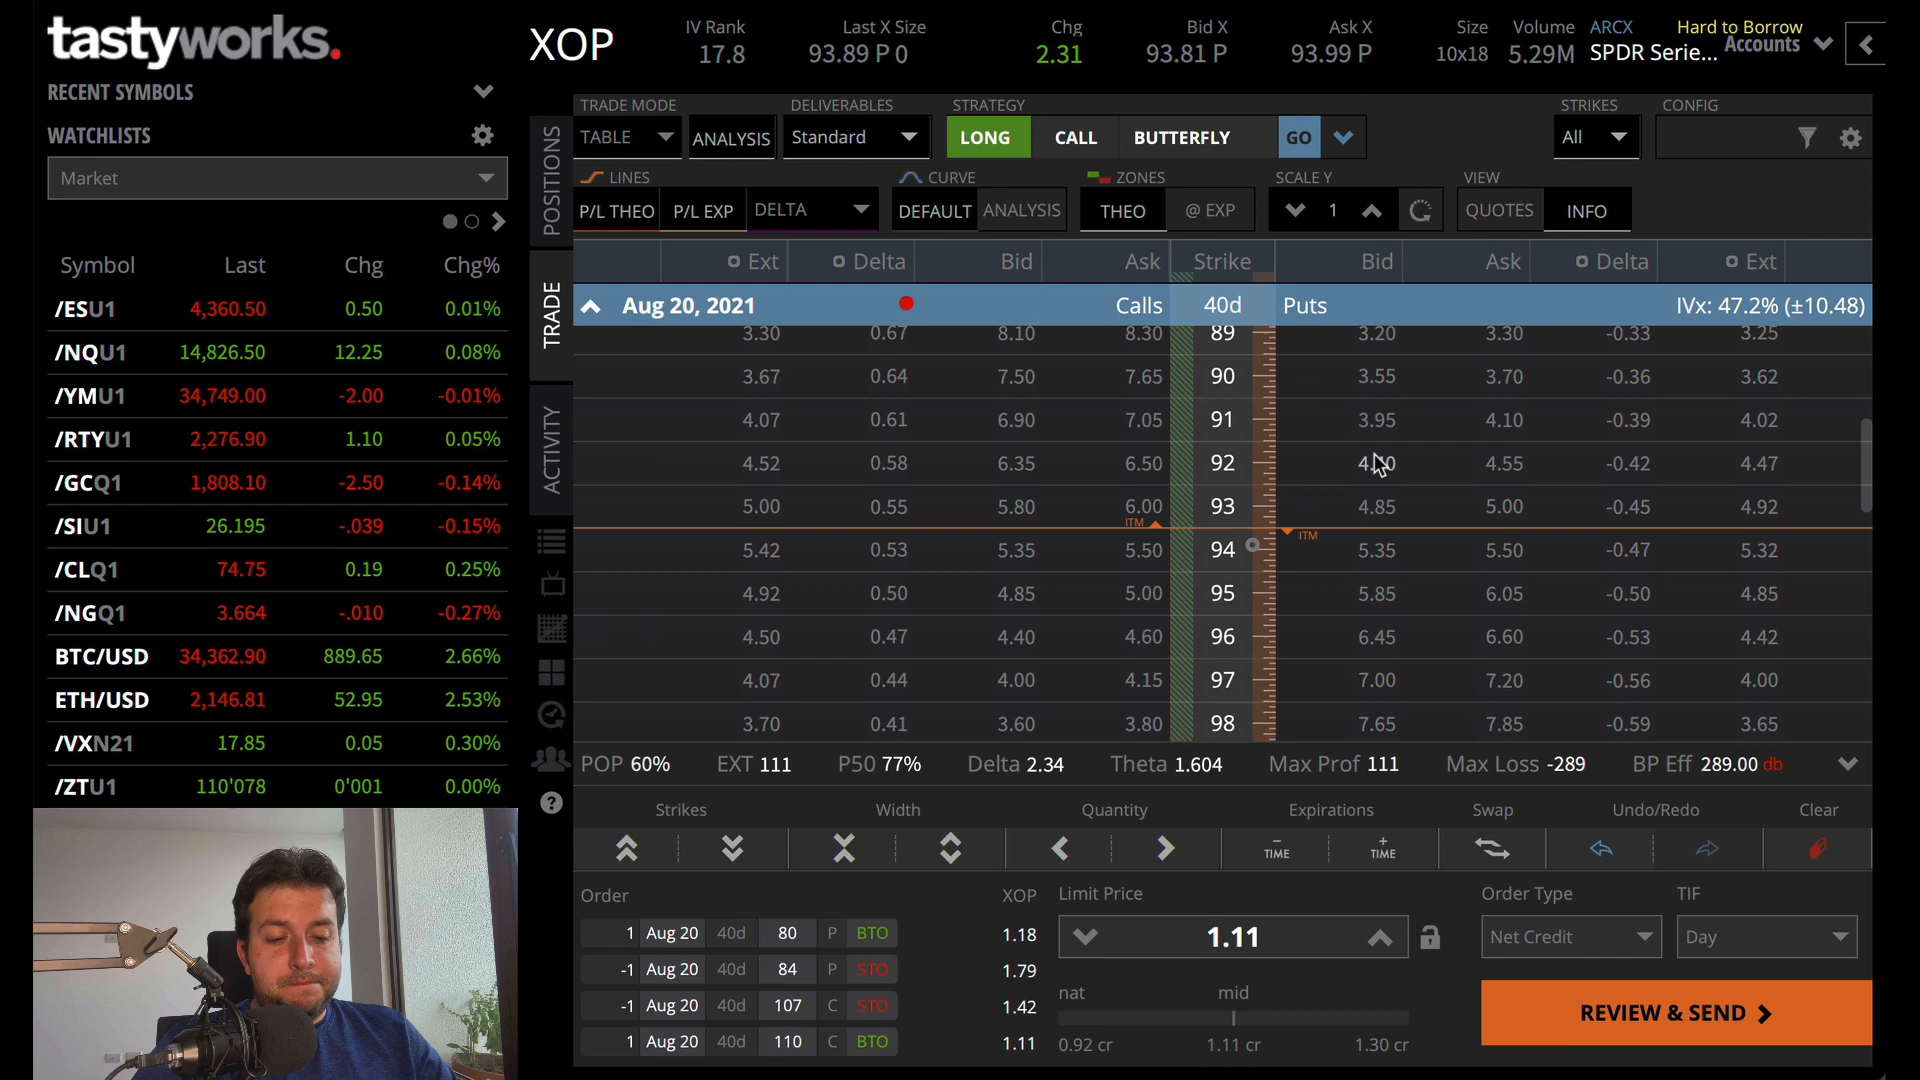 tastyworks.
RECENT SYMBOLS
WATCHLISTS
Market
Symbol Last Chg Chg%
/ESU1 4,360.50 0.50 0.01%
/NQU1 14,826.50 12.25 0.08%
/YMU1 34,749.00 -2.00 -0.01%
/RTYU1 2,276.90 1.10 0.05%
/GCQ1 1,808.10 -2.50 -0.14%
/SIU1 26.195 -.039 -0.15%
/CLQ1 74.75 0.19 0.25%
/NGQ1 3.664 -.010 -0.27%
BTC/USD 34,362.90 889.65 2.66%
ETH/USD 2,146.81 52.95 2.53%
/VXN21 17.85 0.05 0.30%
/ZTU1 110'078 0'001 0.00%
XOP
IV Rank Last X Size Chg Bid X Ask X Size Volume ARCX Hard to Borrow
17.8 93.89 P 0 2.31 93.81 P 93.99 P 10x18 5.29M SPDR Serie... Accounts
POSITIONS
TRADE
ACTIVITY
TRADE MODE DELIVERABLES STRATEGY STRIKES CONFIG
TABLE ANALYSIS Standard LONG CALL BUTTERFLY GO All
LINES CURVE ZONES SCALE Y VIEW
P/L THEO P/L EXP DELTA DEFAULT ANALYSIS THEO @ EXP 1 QUOTES INFO
Ext Delta Bid Ask Strike Bid Ask Delta Ext
Aug 20, 2021 Calls 40d Puts IVx: 47.2% (±10.48)
3.30 0.67 8.10 8.30 89 3.20 3.30 -0.33 3.25
3.67 0.64 7.50 7.65 90 3.55 3.70 -0.36 3.62
4.07 0.61 6.90 7.05 91 3.95 4.10 -0.39 4.02
4.52 0.58 6.35 6.50 92 4.55 -0.42 4.47
5.00 0.55 5.80 6.00 93 4.85 5.00 -0.45 4.92
ITM ITM
5.42 0.53 5.35 5.50 94 5.35 5.50 -0.47 5.32
4.92 0.50 4.85 5.00 95 5.85 6.05 -0.50 4.85
4.50 0.47 4.40 4.60 96 6.45 6.60 -0.53 4.42
4.07 0.44 4.00 4.15 97 7.00 7.20 -0.56 4.00
3.70 0.41 3.60 3.80 98 7.65 7.85 -0.59 3.65
POP 60% EXT 111 P50 77% Delta 2.34 Theta 1.604 Max Prof 111 Max Loss -289 BP Eff 289.00 db
Strikes Width Quantity Expirations Swap Undo/Redo Clear
− TIME + TIME
Order XOP Limit Price Order Type TIF
1 Aug 20 40d 80 P BTO 1.18
-1 Aug 20 40d 84 P STO 1.79
-1 Aug 20 40d 107 C STO 1.42
1 Aug 20 40d 110 C BTO 1.11
1.11 Net Credit Day
nat mid
0.92 cr 1.11 cr 1.30 cr
REVIEW & SEND